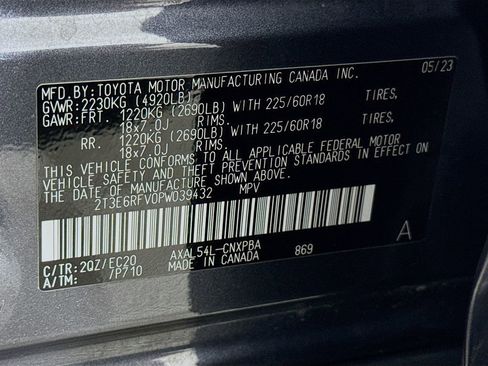 MFD.BY:TOYOTA MOTOR MANUFACTURING CANADA INC. 05/23
GVWR:2230KG (4920LB)
GAWR:FRT. 1220KG (2690LB) WITH 225/60R18 TIRES,
18x7.0J RIMS.
RR. 1220KG (2690LB) WITH 225/60R18 TIRES,
18x7.0J RIMS.
THIS VEHICLE CONFORMS TO ALL APPLICABLE FEDERAL MOTOR
VEHICLE SAFETY AND THEFT PREVENTION STANDARDS IN EFFECT
ON THE DATE OF MANUFACTURE SHOWN ABOVE.
2T3E6RFV0PW039432 MPV
C/TR:2QZ/EC20 AXAL54L-CNXPBA 869 A
A/TM: /P710 MADE IN CANADA